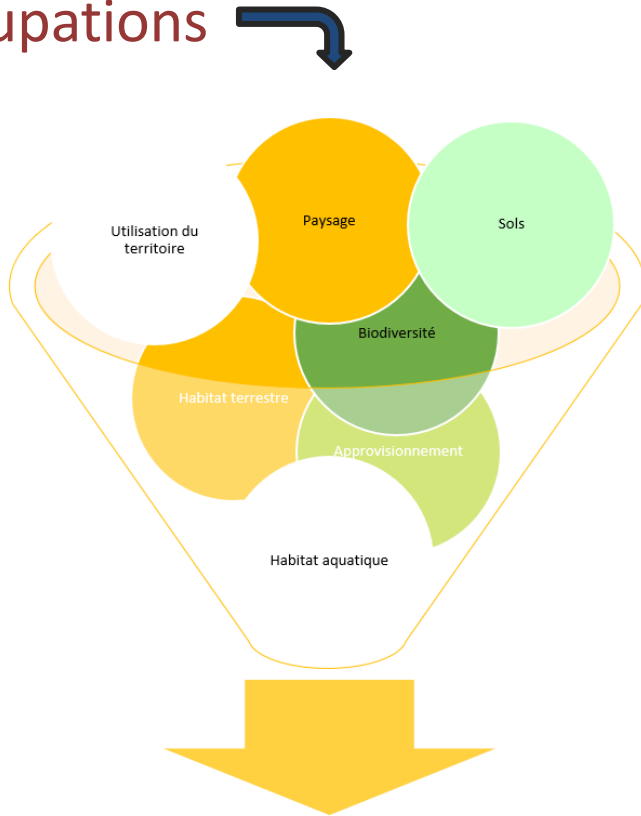 upations
Paysage
Sols
Utilisation du
territoire
Biodiversité
Habitat terrestre
Approvisionnement
Habitat aquatique